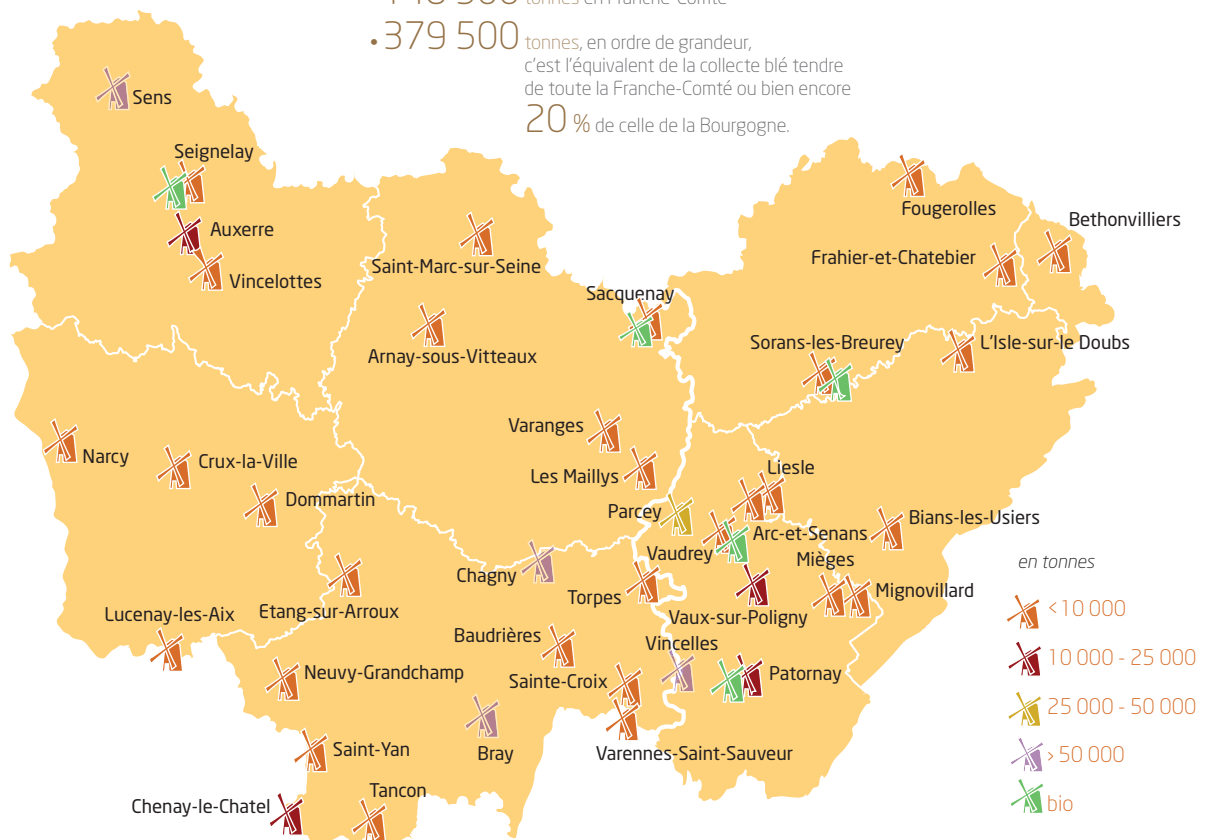 tonnes en Franche-Comté
• 379 500 tonnes, en ordre de grandeur,
c'est l'équivalent de la collecte blé tendre
de toute la Franche-Comté ou bien encore
20 % de celle de la Bourgogne.
Sens
Seignelay
Auxerre
Vincelottes
Saint-Marc-sur-Seine
Arnay-sous-Vitteaux
Sacquenay
Fougerolles
Bethonvilliers
Frahier-et-Chatebier
Sorans-les-Breurey
L'Isle-sur-le Doubs
Varanges
Les Maillys
Narcy
Crux-la-Ville
Dommartin
Liesle
Parcey
Bians-les-Usiers
Vaudrey
Arc-et-Senans
Mièges
Chagny
Torpes
Mignovillard
Etang-sur-Arroux
Vaux-sur-Poligny
Lucenay-les-Aix
Baudrières
Vincelles
Neuvy-Grandchamp
Sainte-Croix
Patornay
Saint-Yan
Bray
Varennes-Saint-Sauveur
Chenay-le-Chatel
Tancon
en tonnes
< 10 000
10 000 - 25 000
25 000 - 50 000
> 50 000
bio